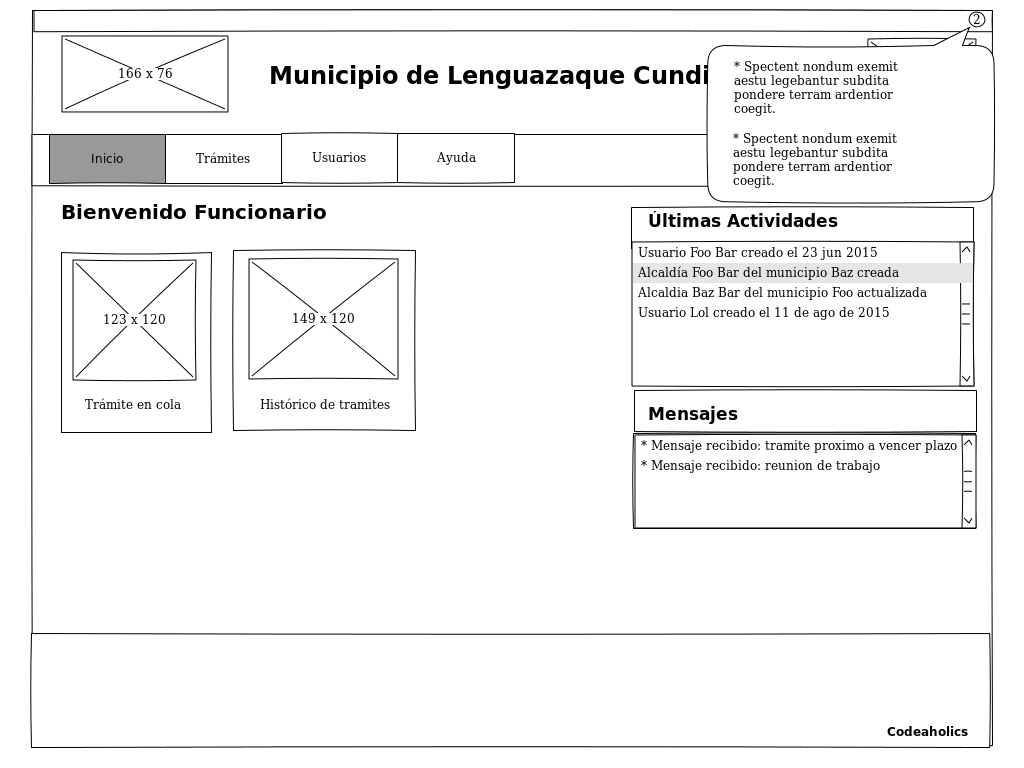 2
166 x 76
Municipio de Lenguazaque Cundi
* Spectent nondum exemit
aestu legebantur subdita
pondere terram ardentior
coegit.
* Spectent nondum exemit
aestu legebantur subdita
pondere terram ardentior
coegit.
Inicio
Trámites
Usuarios
Ayuda
Bienvenido Funcionario
123 x 120
Trámite en cola
149 x 120
Histórico de tramites
Últimas Actividades
Usuario Foo Bar creado el 23 jun 2015
Alcaldía Foo Bar del municipio Baz creada
Alcaldia Baz Bar del municipio Foo actualizada
Usuario Lol creado el 11 de ago de 2015
Mensajes
* Mensaje recibido: tramite proximo a vencer plazo
* Mensaje recibido: reunion de trabajo
Codeaholics